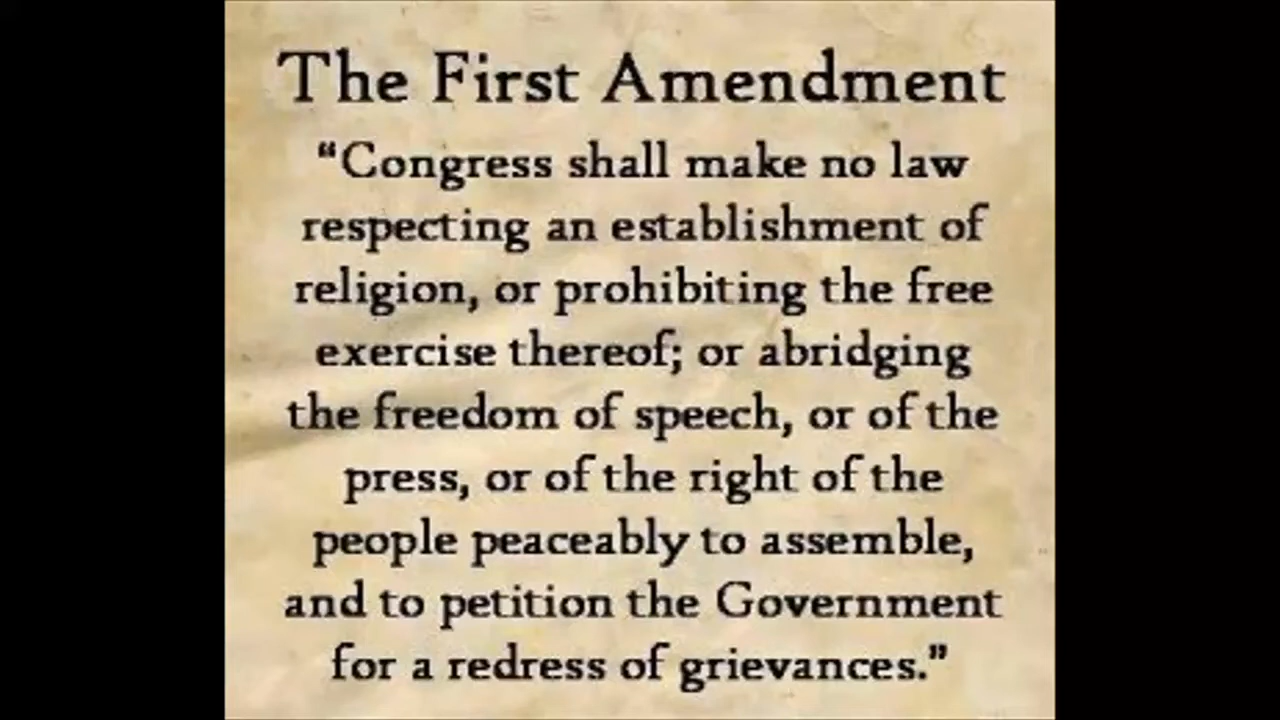 The First Amendment
“Congress shall make no law
respecting an establishment of
religion, or prohibiting the free
exercise thereof; or abridging
the freedom of speech, or of the
press, or of the right of the
people peaceably to assemble,
and to petition the Government
for a redress of grievances.”